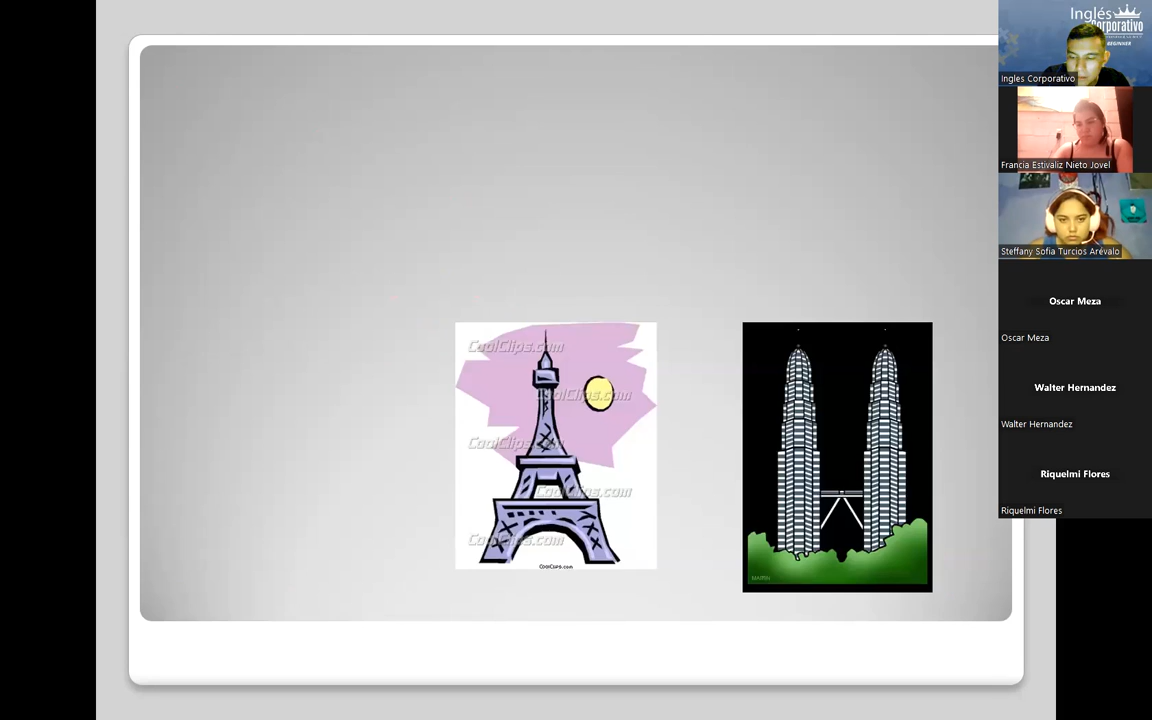 Inglés
Corporativo
BEGINNER
Ingles Corporativo
Francia Estivaliz Nieto Jovel
Steffany Sofia Turcios Arévalo
Oscar Meza
Oscar Meza
Walter Hernandez
Walter Hernandez
Riquelmi Flores
Riquelmi Flores
CoolClips.com
CoolClips.com
CoolClips.com
CoolClips.com
CoolClips.com
CoolClips.com